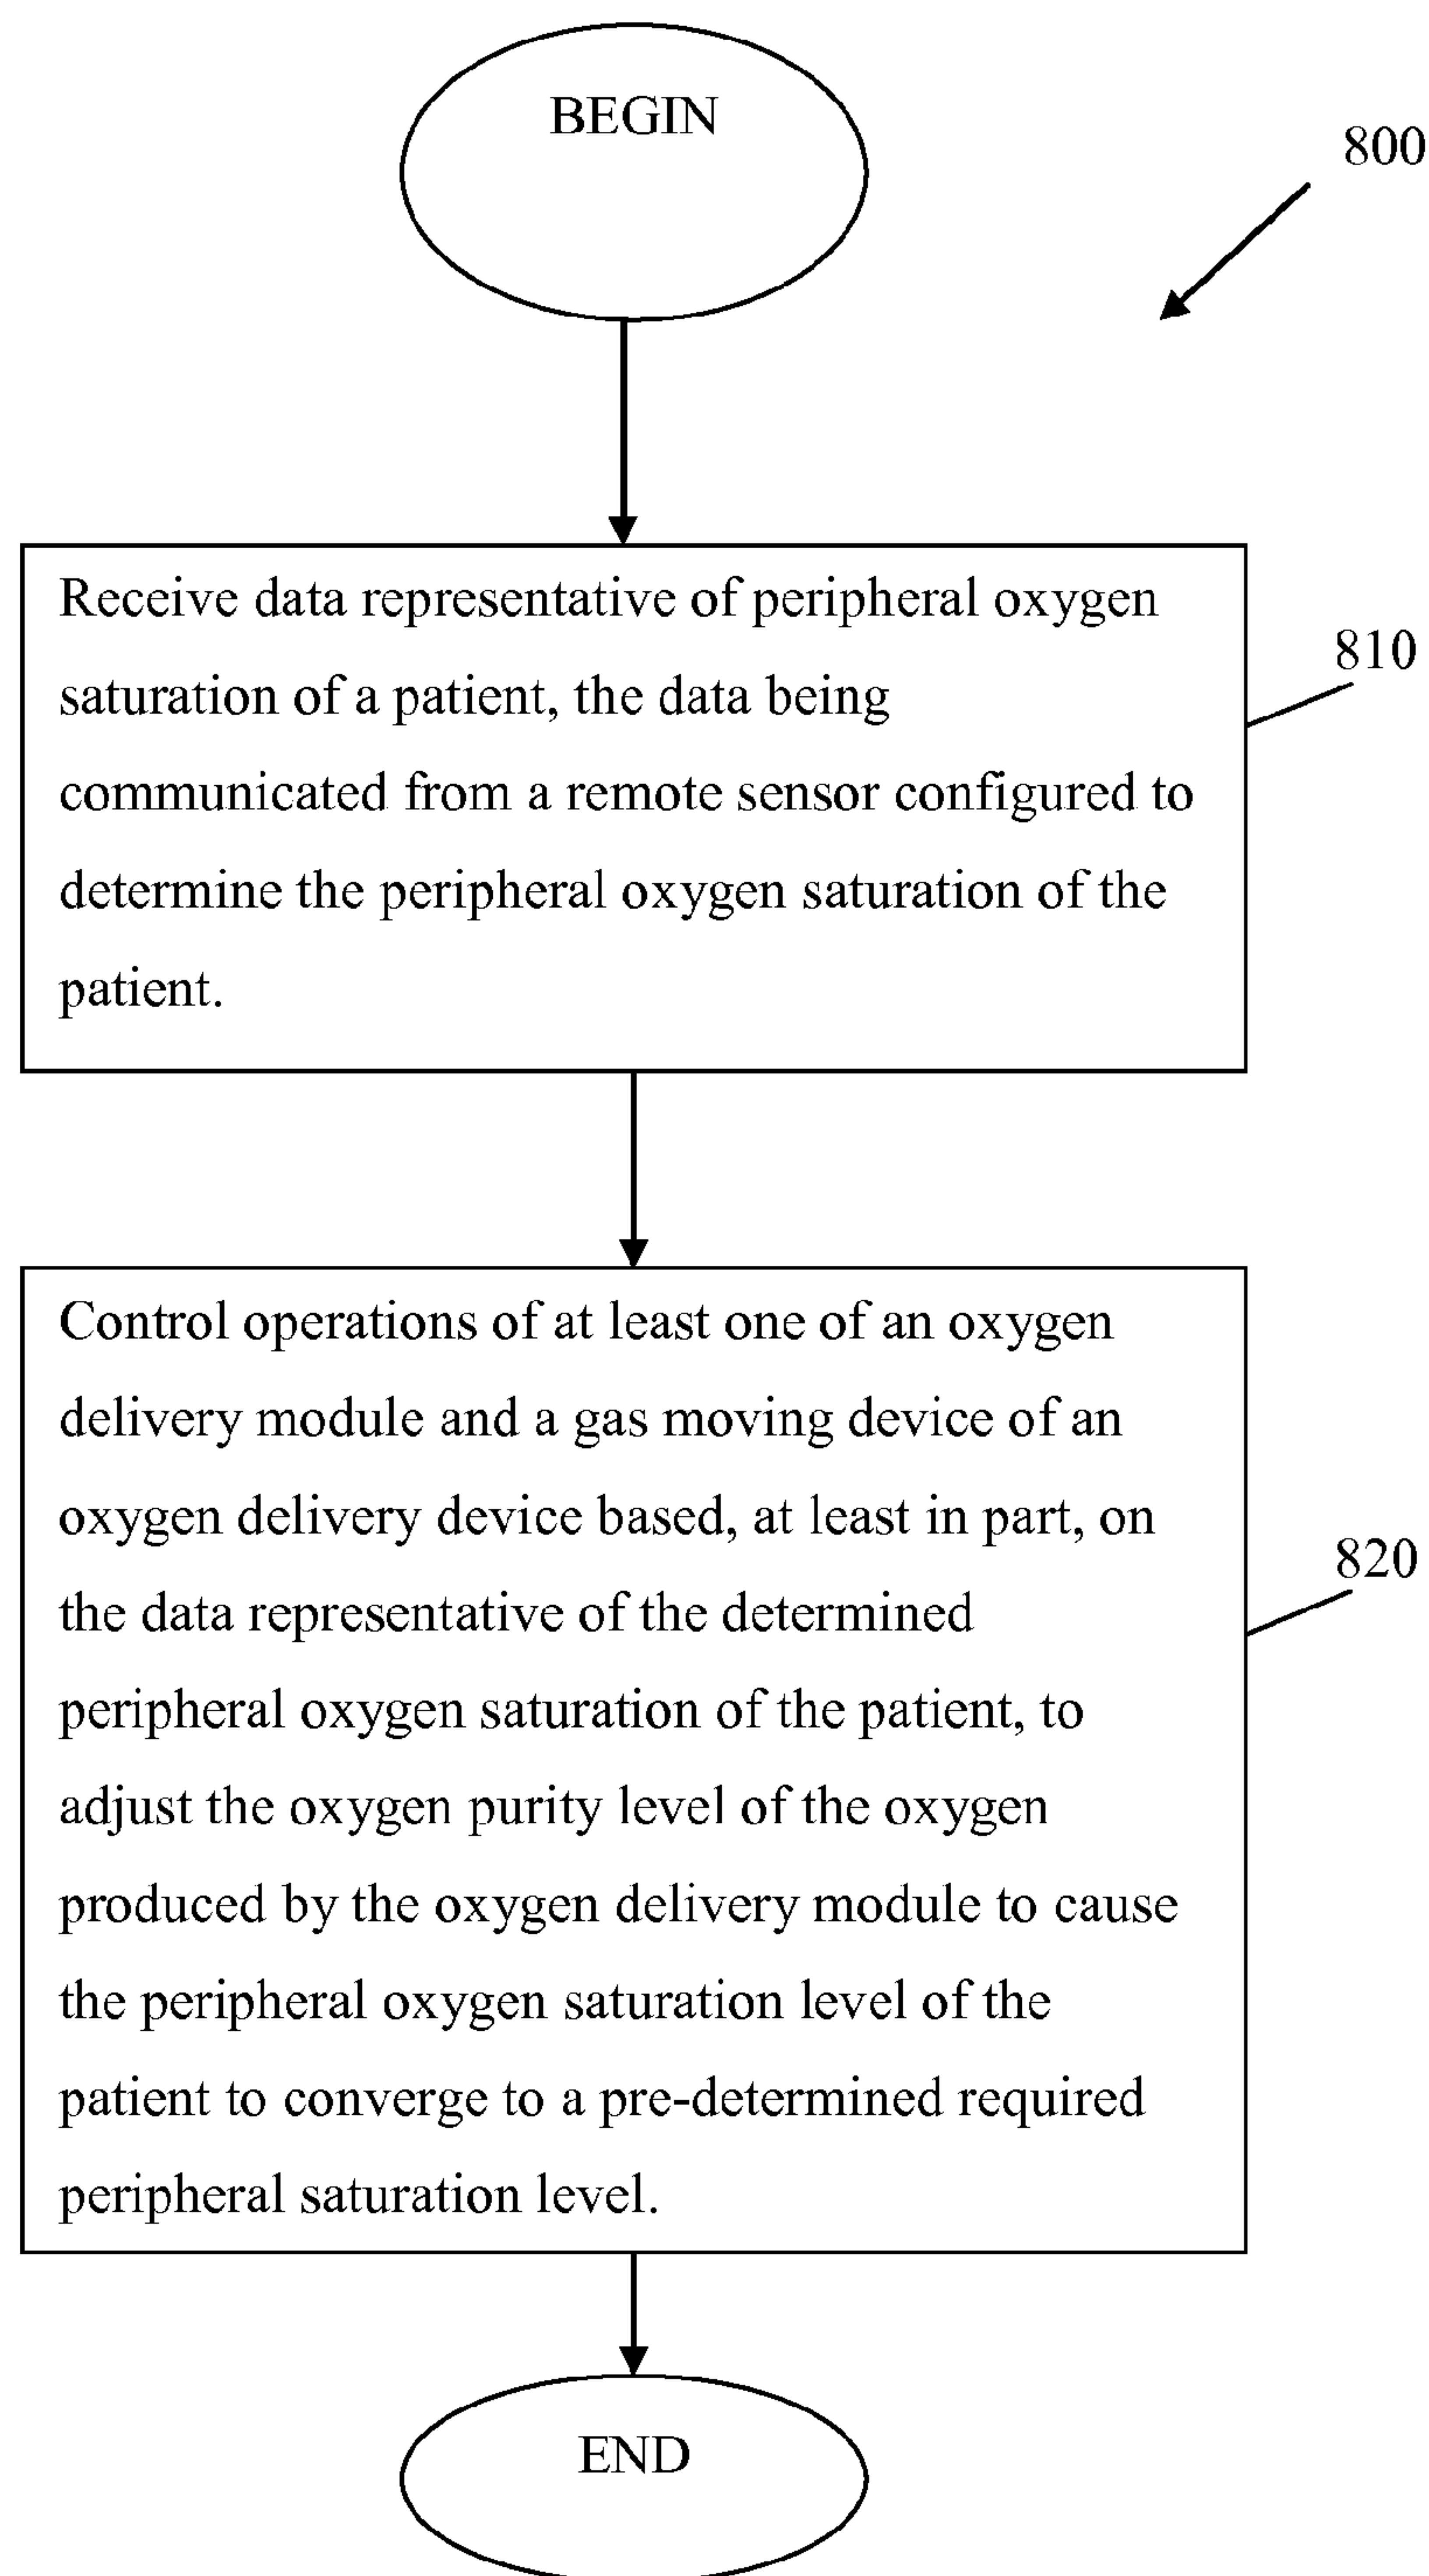 BEGIN
800
Receive data representative of peripheral oxygen
saturation of a patient, the data being
communicated from a remote sensor configured to
determine the peripheral oxygen saturation of the
patient.
810
Control operations of at least one of an oxygen
delivery module and a gas moving device of an
oxygen delivery device based, at least in part, on
the data representative of the determined
peripheral oxygen saturation of the patient, to
adjust the oxygen purity level of the oxygen
produced by the oxygen delivery module to cause
the peripheral oxygen saturation level of the
patient to converge to a pre-determined required
peripheral saturation level.
820
END